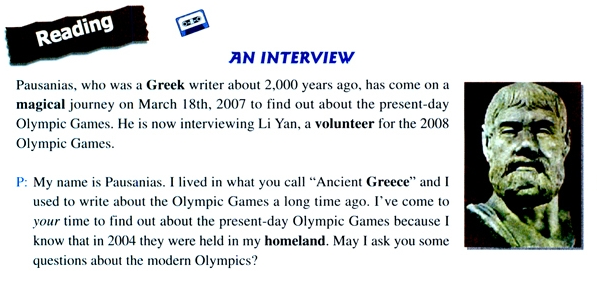 Reading
AN INTERVIEW
Pausanias, who was a Greek writer about 2,000 years ago, has come on a
magical journey on March 18th, 2007 to find out about the present-day
Olympic Games. He is now interviewing Li Yan, a volunteer for the 2008
Olympic Games.
P: My name is Pausanias. I lived in what you call “Ancient Greece” and I
used to write about the Olympic Games a long time ago. I’ve come to
your time to find out about the present-day Olympic Games because I
know that in 2004 they were held in my homeland. May I ask you some
questions about the modern Olympics?